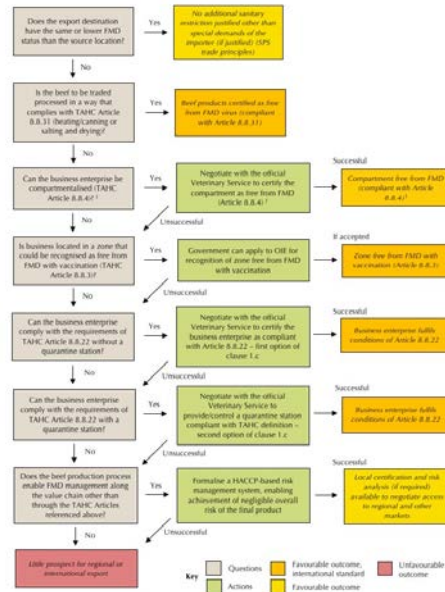 Does the export destination
have the same or lower FMD
status than the source location?
Yes
No additional sanitary
restriction justified other than
special demands of the
importer (if justified) (SPS
trade principles)
No
Is the beef to be traded
processed in a way that
complies with TAHC Article
8.8.31 (heating/canning or
salting and drying)?
Yes
Beef products certified as free
from FMD virus (compliant
with Article 8.8.31)
No
Can the business enterprise be
compartmentalised (TAHC
Article 8.8.4)?
Yes
Negotiate with the official
Veterinary Service to certify the
compartment as free from FMD
(Article 8.8.4)
Successful
Compartment free from FMD
(compliant with Article
8.8.4)
No
Unsuccessful
Is business located in a zone that
could be recognised as free from
FMD with vaccination (TAHC
Article 8.8.3)?
Yes
Government can apply to OIE for
recognition of zone free from FMD
with vaccination
If accepted
Zone free from FMD with
vaccination (Article 8.8.3)
No
Unsuccessful
Can the business enterprise
comply with the requirements of
TAHC Article 8.8.22 without a
quarantine station?
Yes
Negotiate with the official
Veterinary Service to certify the
business enterprise as compliant
with Article 8.8.22 – first option of
clause 1.c
Successful
Business enterprise fulfils
conditions of Article 8.8.22
No
Unsuccessful
Can the business enterprise
comply with the requirements of
TAHC Article 8.8.22 with a
quarantine station?
Yes
Negotiate with the official
Veterinary Service to
provide/control a quarantine station
compliant with TAHC definition –
second option of clause 1.c
Successful
Business enterprise fulfils
conditions of Article 8.8.22
No
Unsuccessful
Does the beef production process
enable FMD management along
the value chain other than
through the TAHC Articles
referenced above?
Yes
Formalise a HACCP-based risk
management system, enabling
achievement of negligible overall
risk of the final product
Successful
Local certification and risk
analysis (if required)
available to negotiate access
to regional and other
markets
No
Unsuccessful
Little prospect for regional or
international export
Key
Questions
Actions
Favourable outcome,
international standard
Favourable outcome
Unfavourable
outcome